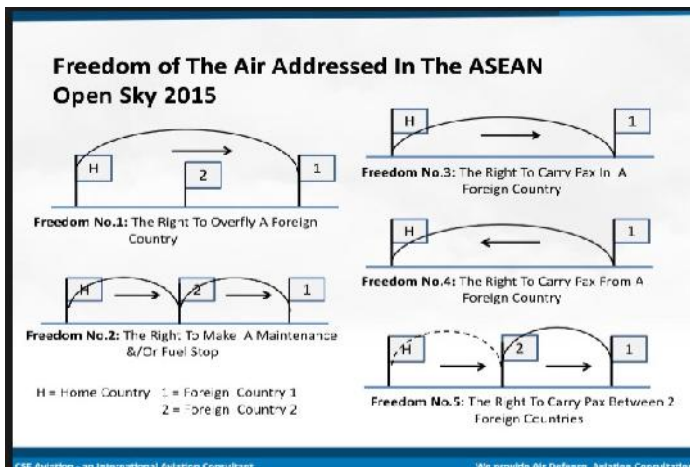 Freedom of The Air Addressed In The ASEAN
Open Sky 2015
H
2
1
Freedom No.1: The Right To Overfly A Foreign
Country
H
2
1
Freedom No.2: The Right To Make A Maintenance
&/Or Fuel Stop
H = Home Country 1 = Foreign Country 1
2 = Foreign Country 2
H
1
Freedom No.3: The Right To Carry Pax In A
Foreign Country
H
1
Freedom No.4: The Right To Carry Pax From A
Foreign Country
H
2
1
Freedom No.5: The Right To Carry Pax Between 2
Foreign Countries
CSE Aviation - an International Aviation Consultant
We provide Air Defense, Aviation